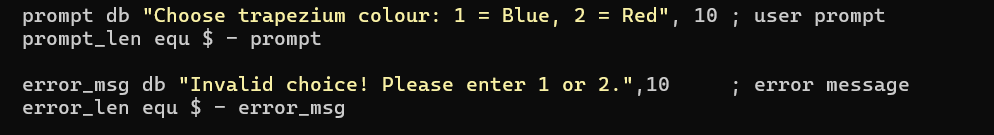 prompt db "Choose trapezium colour: 1 = Blue, 2 = Red", 10 ; user prompt
prompt_len equ $ - prompt
error_msg db "Invalid choice! Please enter 1 or 2.",10     ; error message
error_len equ $ - error_msg